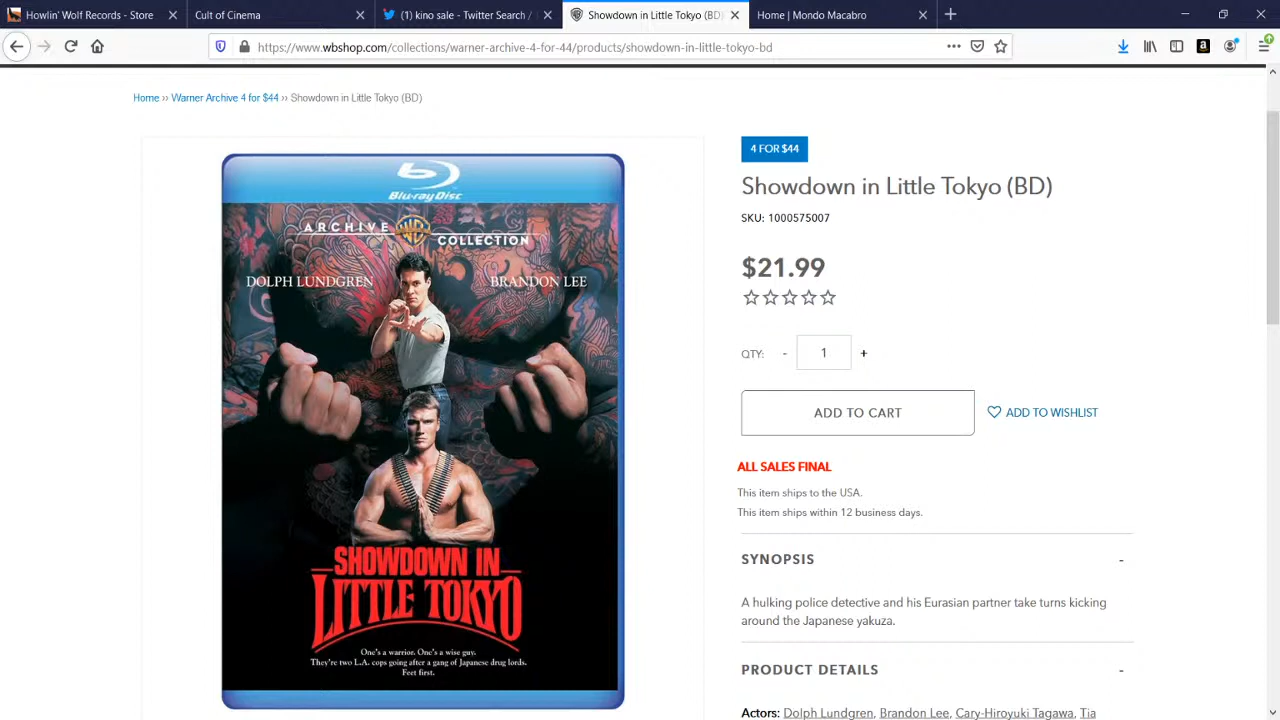 Howlin' Wolf Records - Store
Cult of Cinema
(1) kino sale - Twitter Search /
Showdown in Little Tokyo (BD)
Home | Mondo Macabro
https://www.wbshop.com/collections/warner-archive-4-for-44/products/showdown-in-little-tokyo-bd
Home ›› Warner Archive 4 for $44 ›› Showdown in Little Tokyo (BD)
Blu-ray Disc
ARCHIVE WB COLLECTION
DOLPH LUNDGREN BRANDON LEE
SHOWDOWN IN
LITTLE TOKYO
One's a warrior. One's a wise guy.
They're two L.A. cops going after a gang of Japanese drug lords.
Feet first.
4 FOR $44
Showdown in Little Tokyo (BD)
SKU: 1000575007
$21.99
QTY: - 1 +
ADD TO CART
ADD TO WISHLIST
ALL SALES FINAL
This item ships to the USA.
This item ships within 12 business days.
SYNOPSIS -
A hulking police detective and his Eurasian partner take turns kicking
around the Japanese yakuza.
PRODUCT DETAILS -
Actors: Dolph Lundgren, Brandon Lee, Cary-Hiroyuki Tagawa, Tia